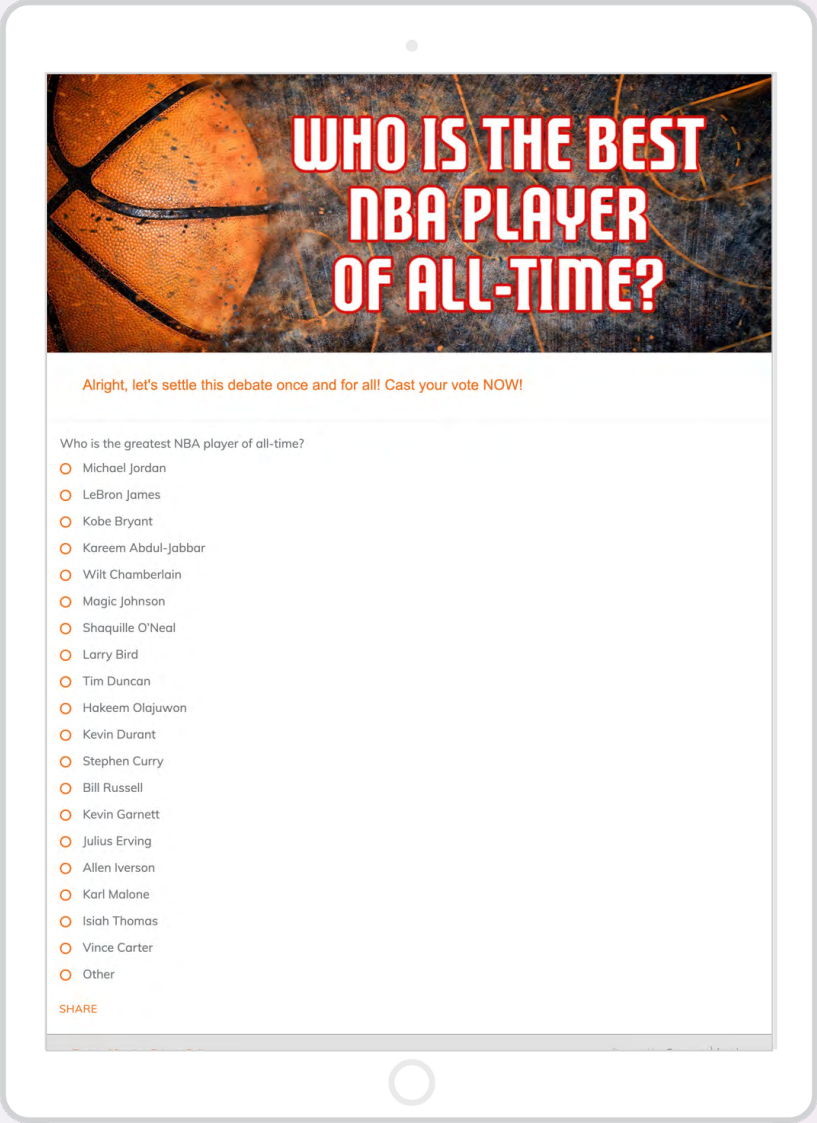 WHO IS THE BEST
NBA PLAYER
OF ALL-TIME?
Alright, let's settle this debate once and for all! Cast your vote NOW!
Who is the greatest NBA player of all-time?
Michael Jordan
LeBron James
Kobe Bryant
Kareem Abdul-Jabbar
Wilt Chamberlain
Magic Johnson
Shaquille O'Neal
Larry Bird
Tim Duncan
Hakeem Olajuwon
Kevin Durant
Stephen Curry
Bill Russell
Kevin Garnett
Julius Erving
Allen Iverson
Karl Malone
Isiah Thomas
Vince Carter
Other
SHARE